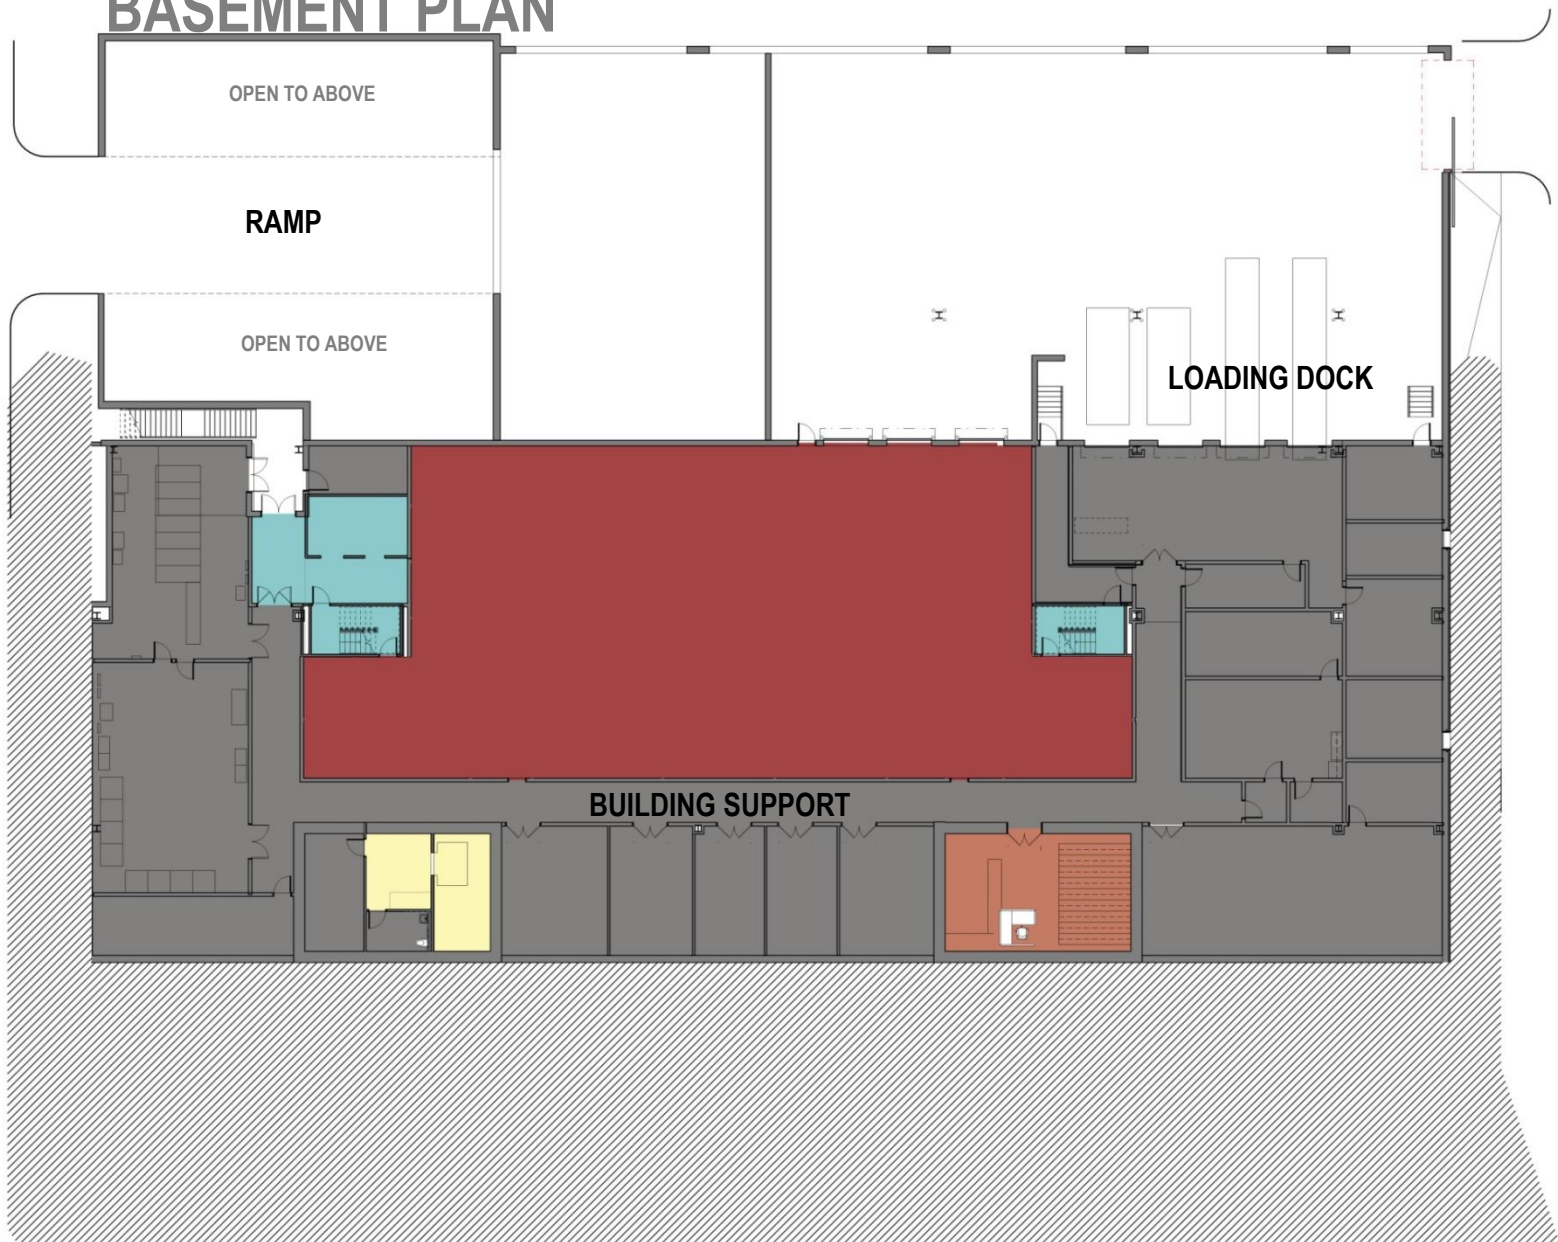 BASEMENT PLAN
OPEN TO ABOVE
RAMP
OPEN TO ABOVE
LOADING DOCK
BUILDING SUPPORT